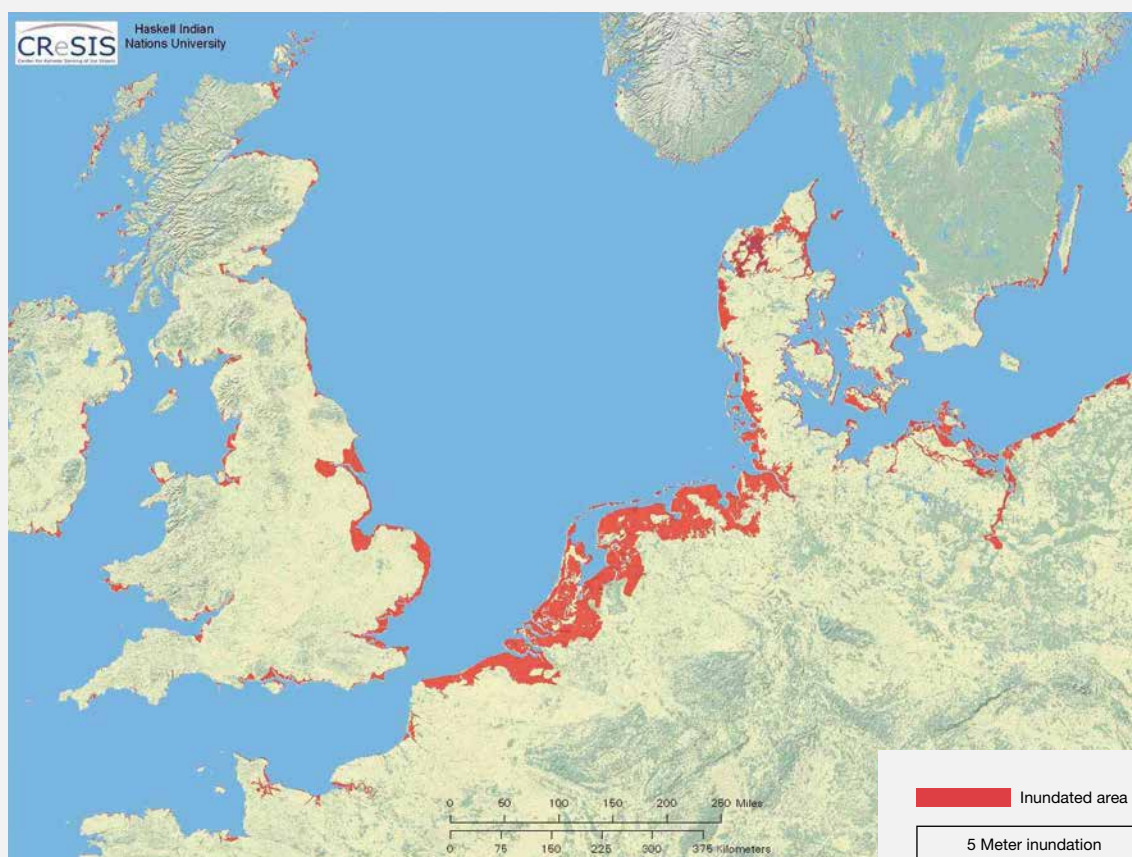 CReSIS
Haskell Indian
Nations University
0 50 100 150 200 250 Miles
0 75 150 225 300 375 Kilometers
Inundated area
5 Meter inundation